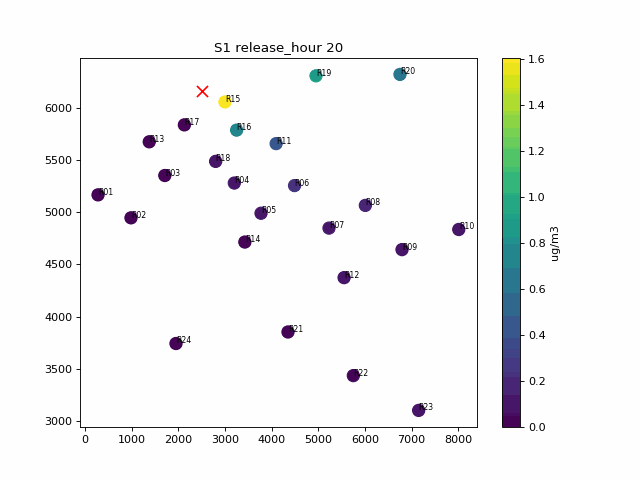 S1 release_hour 20
R19
R20
R15
R17
R16
R13
R11
R18
R03
R04
R06
R01
R02
R05
R08
R07
R10
R14
R09
R12
R21
R24
R22
R23
6000
5500
5000
4500
4000
3500
3000
0 1000 2000 3000 4000 5000 6000 7000 8000
1.6
1.4
1.2
1.0
0.8
0.6
0.4
0.2
0.0
ug/m3